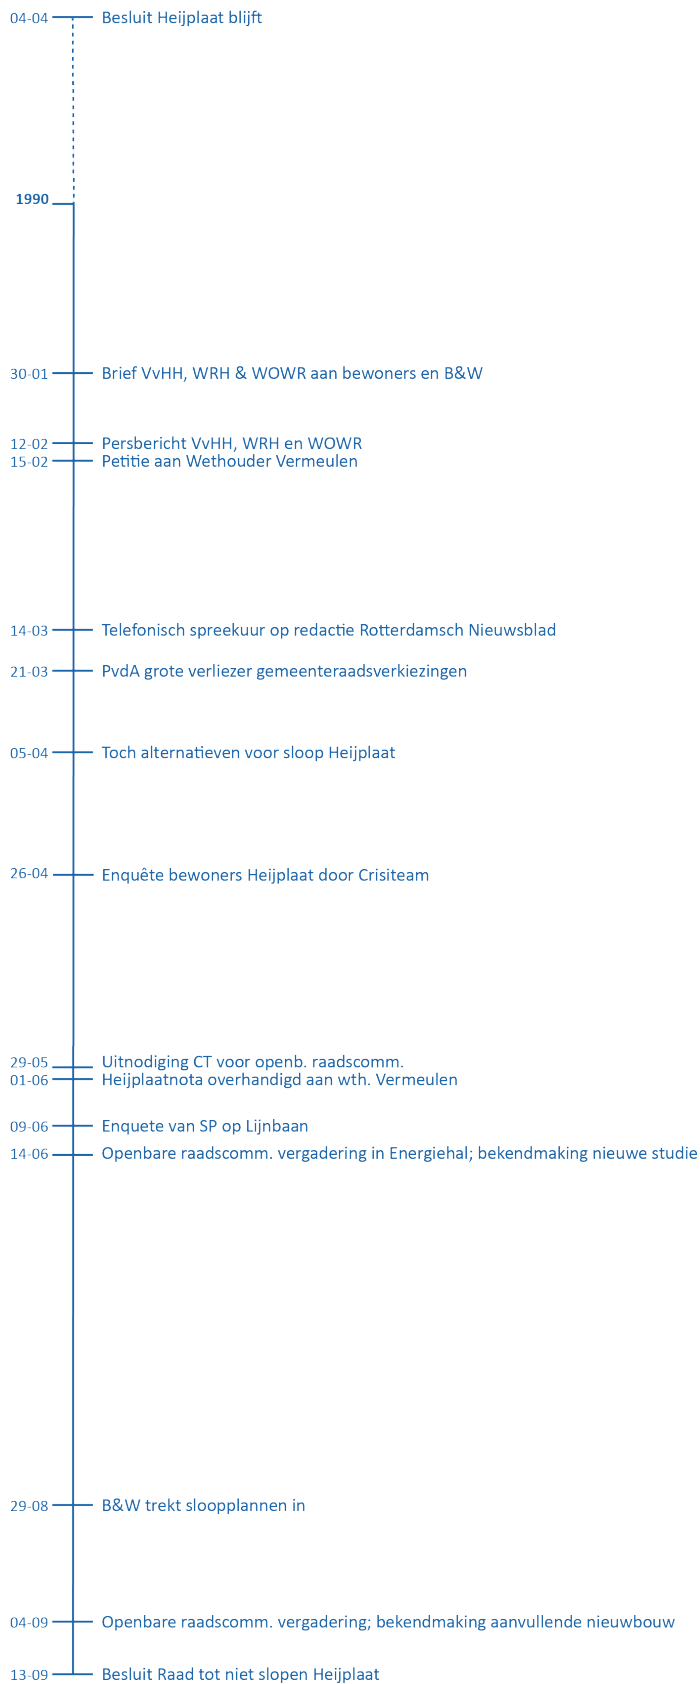 04-04 Besluit Heijplaat blijft
1990
30-01 Brief VvHH, WRH & WOWR aan bewoners en B&W
12-02 Persbericht VvHH, WRH en WOWR
15-02 Petitie aan Wethouder Vermeulen
14-03 Telefonisch spreekuur op redactie Rotterdamsch Nieuwsblad
21-03 PvdA grote verliezer gemeenteraadsverkiezingen
05-04 Toch alternatieven voor sloop Heijplaat
26-04 Enquête bewoners Heijplaat door Crisiteam
29-05 Uitnodiging CT voor openb. raadscomm.
01-06 Heijplaatnota overhandigd aan wth. Vermeulen
09-06 Enquete van SP op Lijnbaan
14-06 Openbare raadscomm. vergadering in Energiehal; bekendmaking nieuwe studie
29-08 B&W trekt sloopplannen in
04-09 Openbare raadscomm. vergadering; bekendmaking aanvullende nieuwbouw
13-09 Besluit Raad tot niet slopen Heijplaat